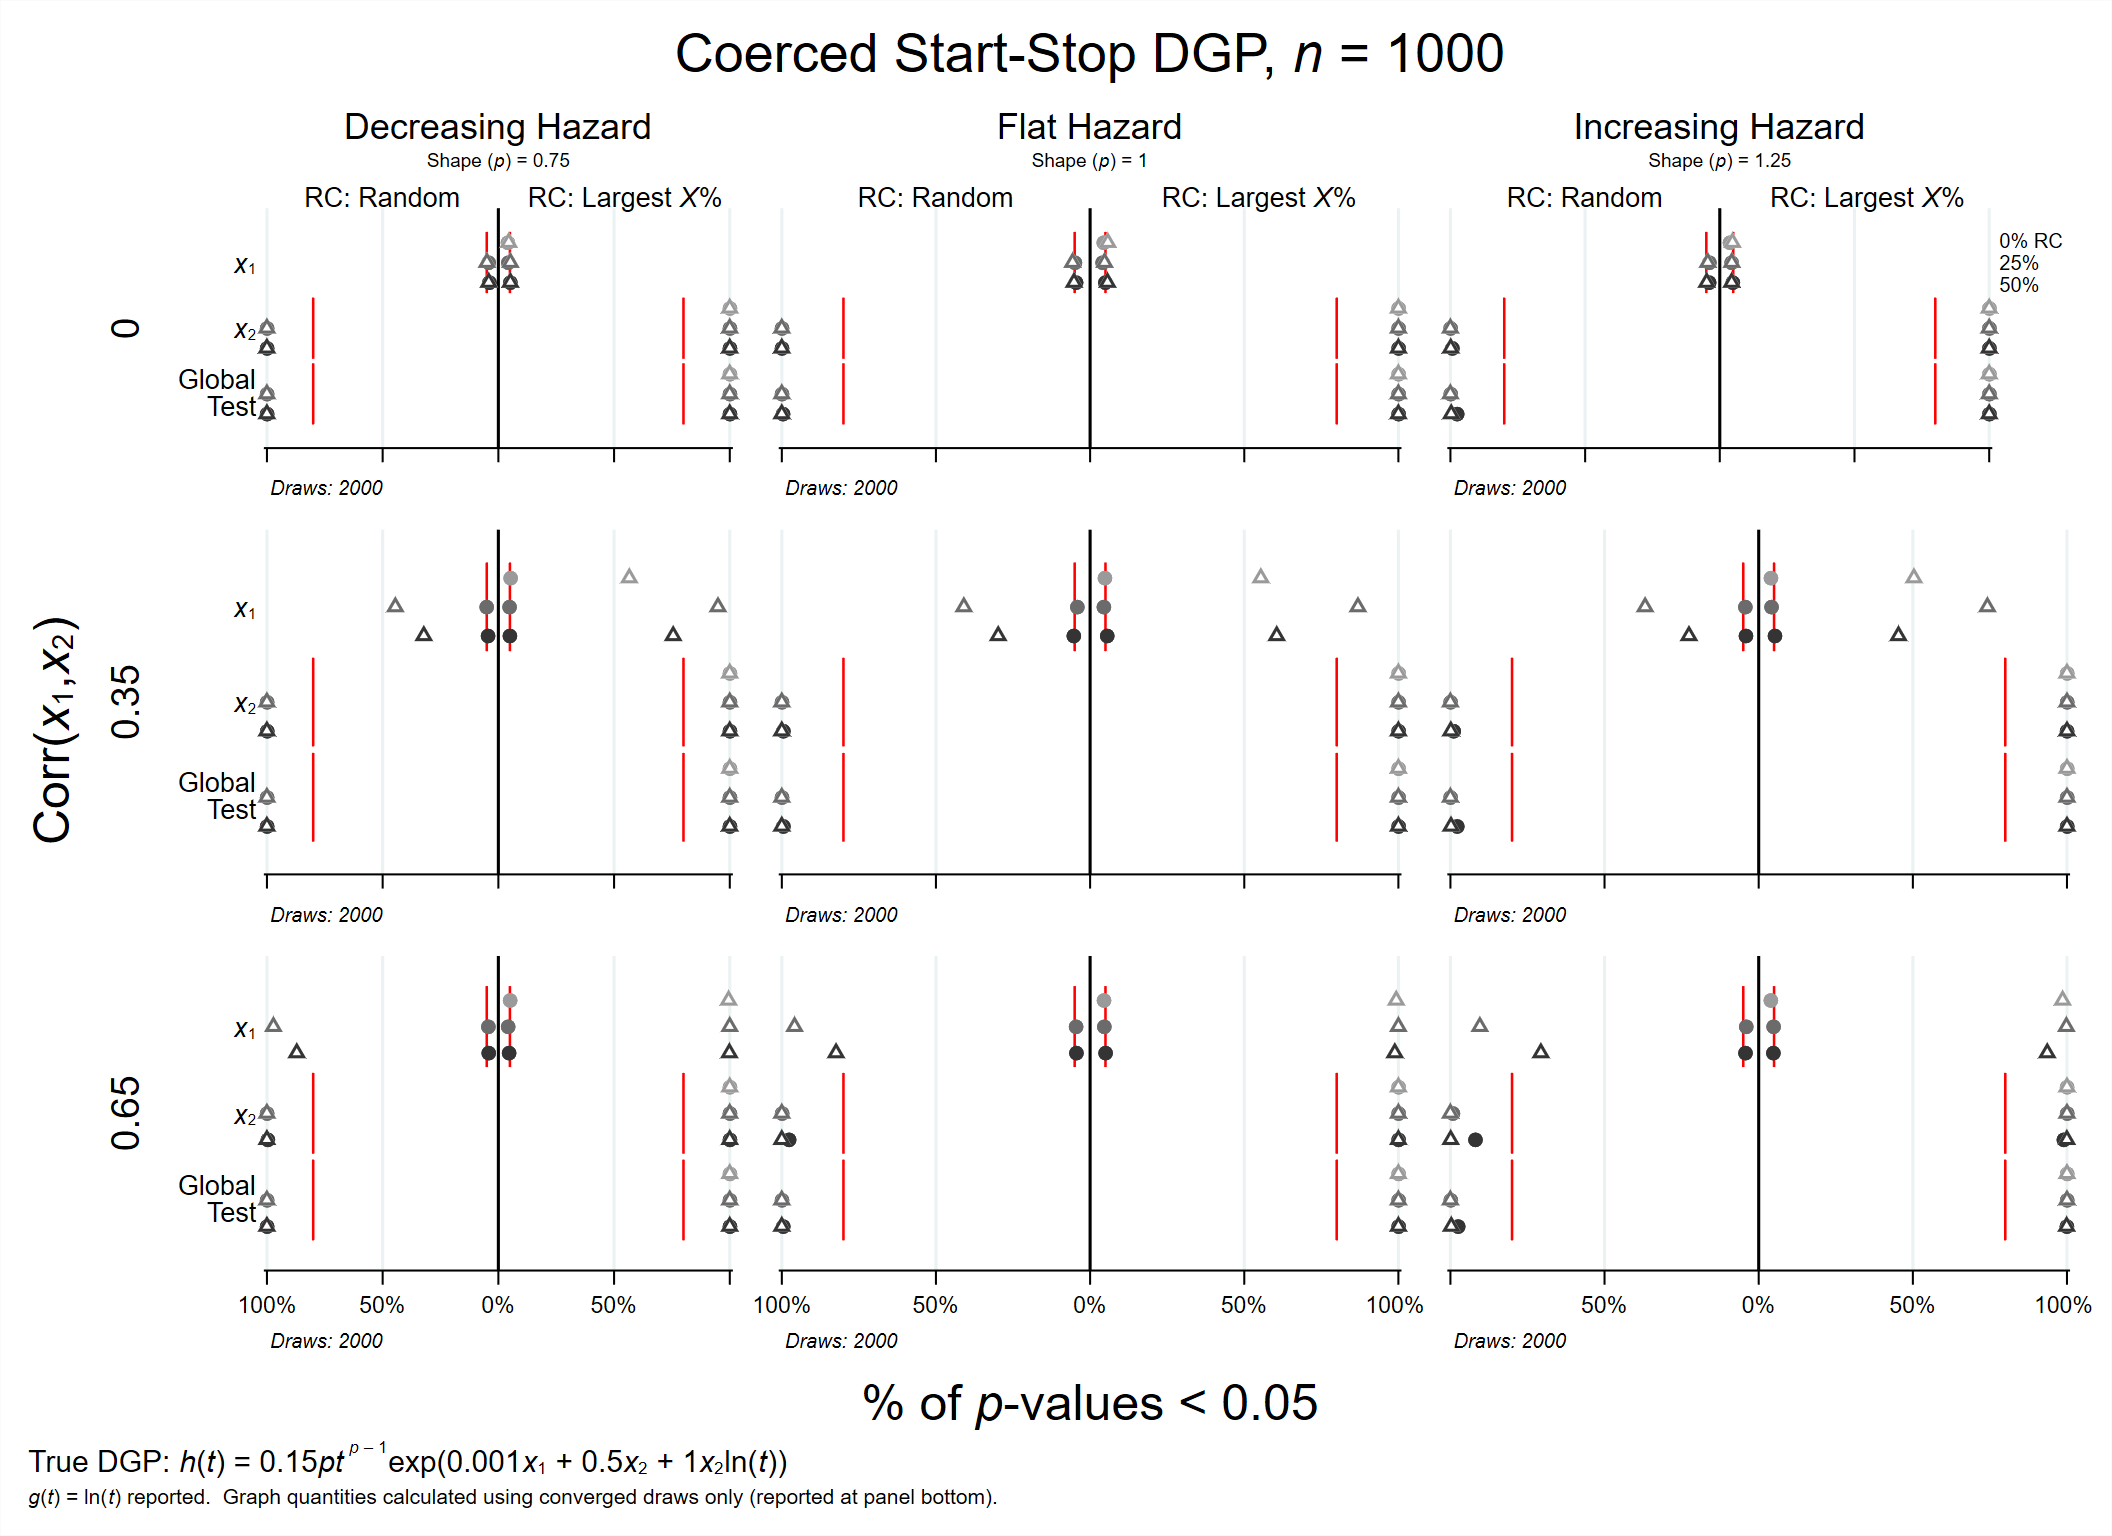 Coerced Start-Stop DGP, n = 1000
Decreasing Hazard
Flat Hazard
Increasing Hazard
Shape (p) = 0.75
Shape (p) = 1
Shape (p) = 1.25
RC: Random
RC: Largest X%
RC: Random
RC: Largest X%
RC: Random
RC: Largest X%
0% RC
25%
50%
Corr(x₁,x₂)
0
x₁
x₂
Global
Test
Draws: 2000
Draws: 2000
Draws: 2000
0.35
x₁
x₂
Global
Test
Draws: 2000
Draws: 2000
Draws: 2000
0.65
x₁
x₂
Global
Test
100% 50% 0% 50%
100% 50% 0% 50% 100%
50% 0% 50% 100%
Draws: 2000
Draws: 2000
Draws: 2000
% of p-values < 0.05
True DGP: h(t) = 0.15pt^(p − 1)exp(0.001x₁ + 0.5x₂ + 1x₂ln(t))
g(t) = ln(t) reported. Graph quantities calculated using converged draws only (reported at panel bottom).